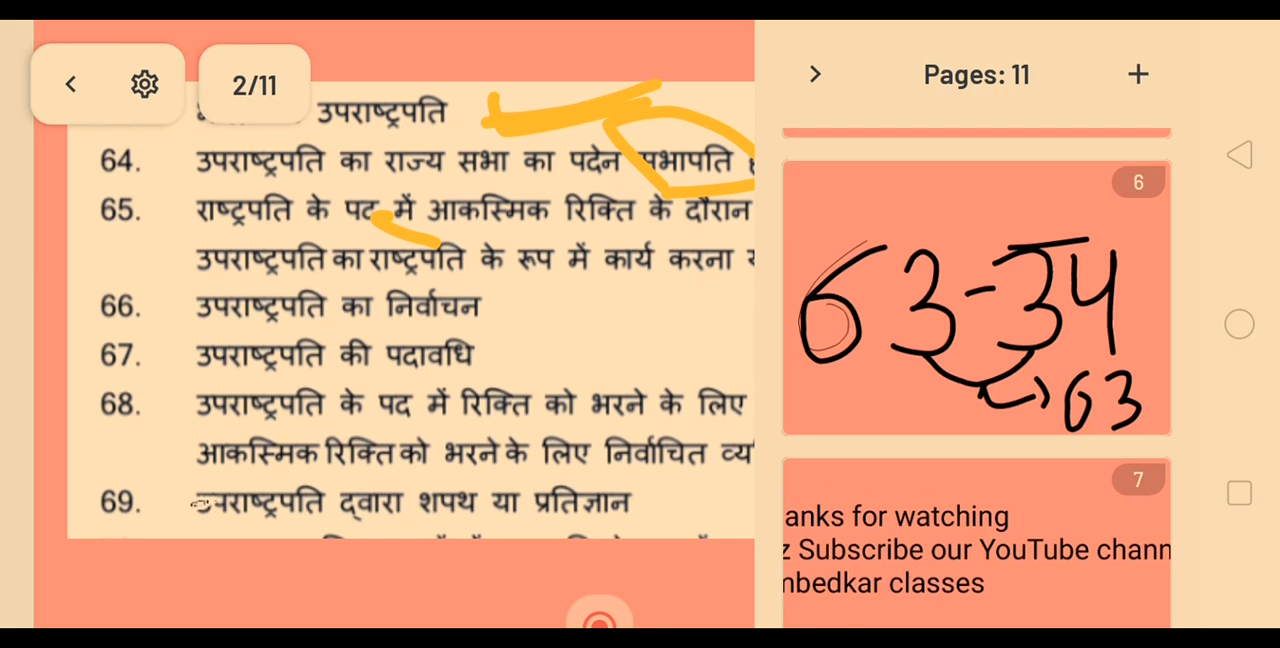 2/11
उपराष्ट्रपति
64. उपराष्ट्रपति का राज्य सभा का पदेन सभापति
65. राष्ट्रपति के पद में आकस्मिक रिक्ति के दौरान
उपराष्ट्रपति का राष्ट्रपति के रूप में कार्य करना
66. उपराष्ट्रपति का निर्वाचन
67. उपराष्ट्रपति की पदावधि
68. उपराष्ट्रपति के पद में रिक्ति को भरने के लिए
आकस्मिक रिक्ति को भरने के लिए निर्वाचित
69. उपराष्ट्रपति द्वारा शपथ या प्रतिज्ञान
Pages: 11
6
63-34
63
7
anks for watching
z Subscribe our YouTube chann
mbedkar classes